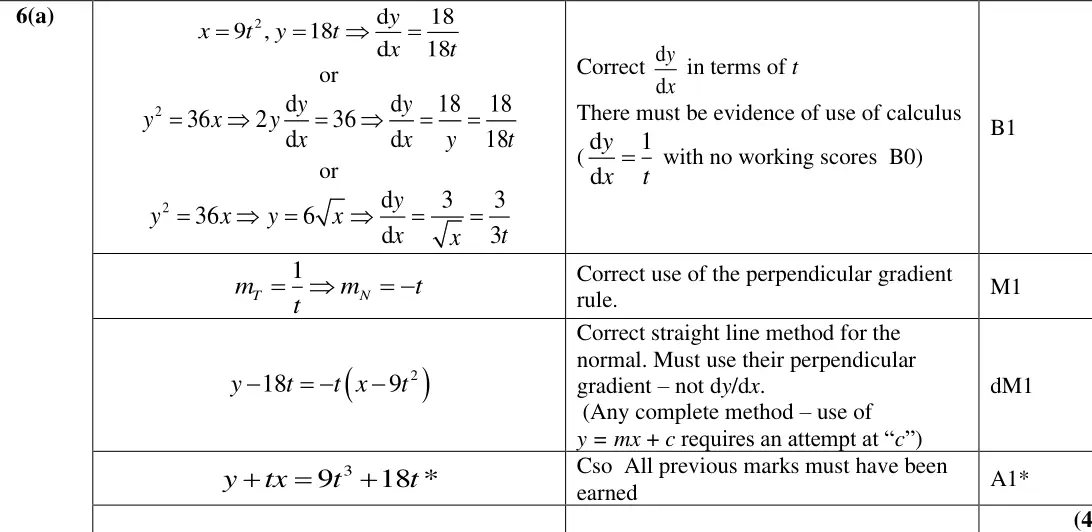 6(a)
x = 9t², y = 18t ⇒ dy/dx = 18/18t
or
y² = 36x ⇒ 2y dy/dx = 36 ⇒ dy/dx = 18/y = 18/18t
or
y² = 36x ⇒ y = 6√x ⇒ dy/dx = 3/√x = 3/3t
Correct dy/dx in terms of t
There must be evidence of use of calculus
(dy/dx = 1/t with no working scores B0)
B1
m_T = 1/t ⇒ m_N = −t
Correct use of the perpendicular gradient
rule.
M1
y −18t = −t(x − 9t²)
Correct straight line method for the
normal. Must use their perpendicular
gradient – not dy/dx.
(Any complete method – use of
y = mx + c requires an attempt at “c”)
dM1
y + tx = 9t³ + 18t *
Cso All previous marks must have been
earned
A1*
(4